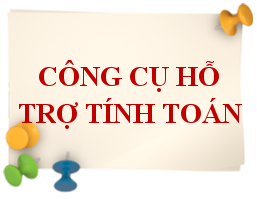 CÔNG CỤ HỖ
TRỢ TÍNH TOÁN